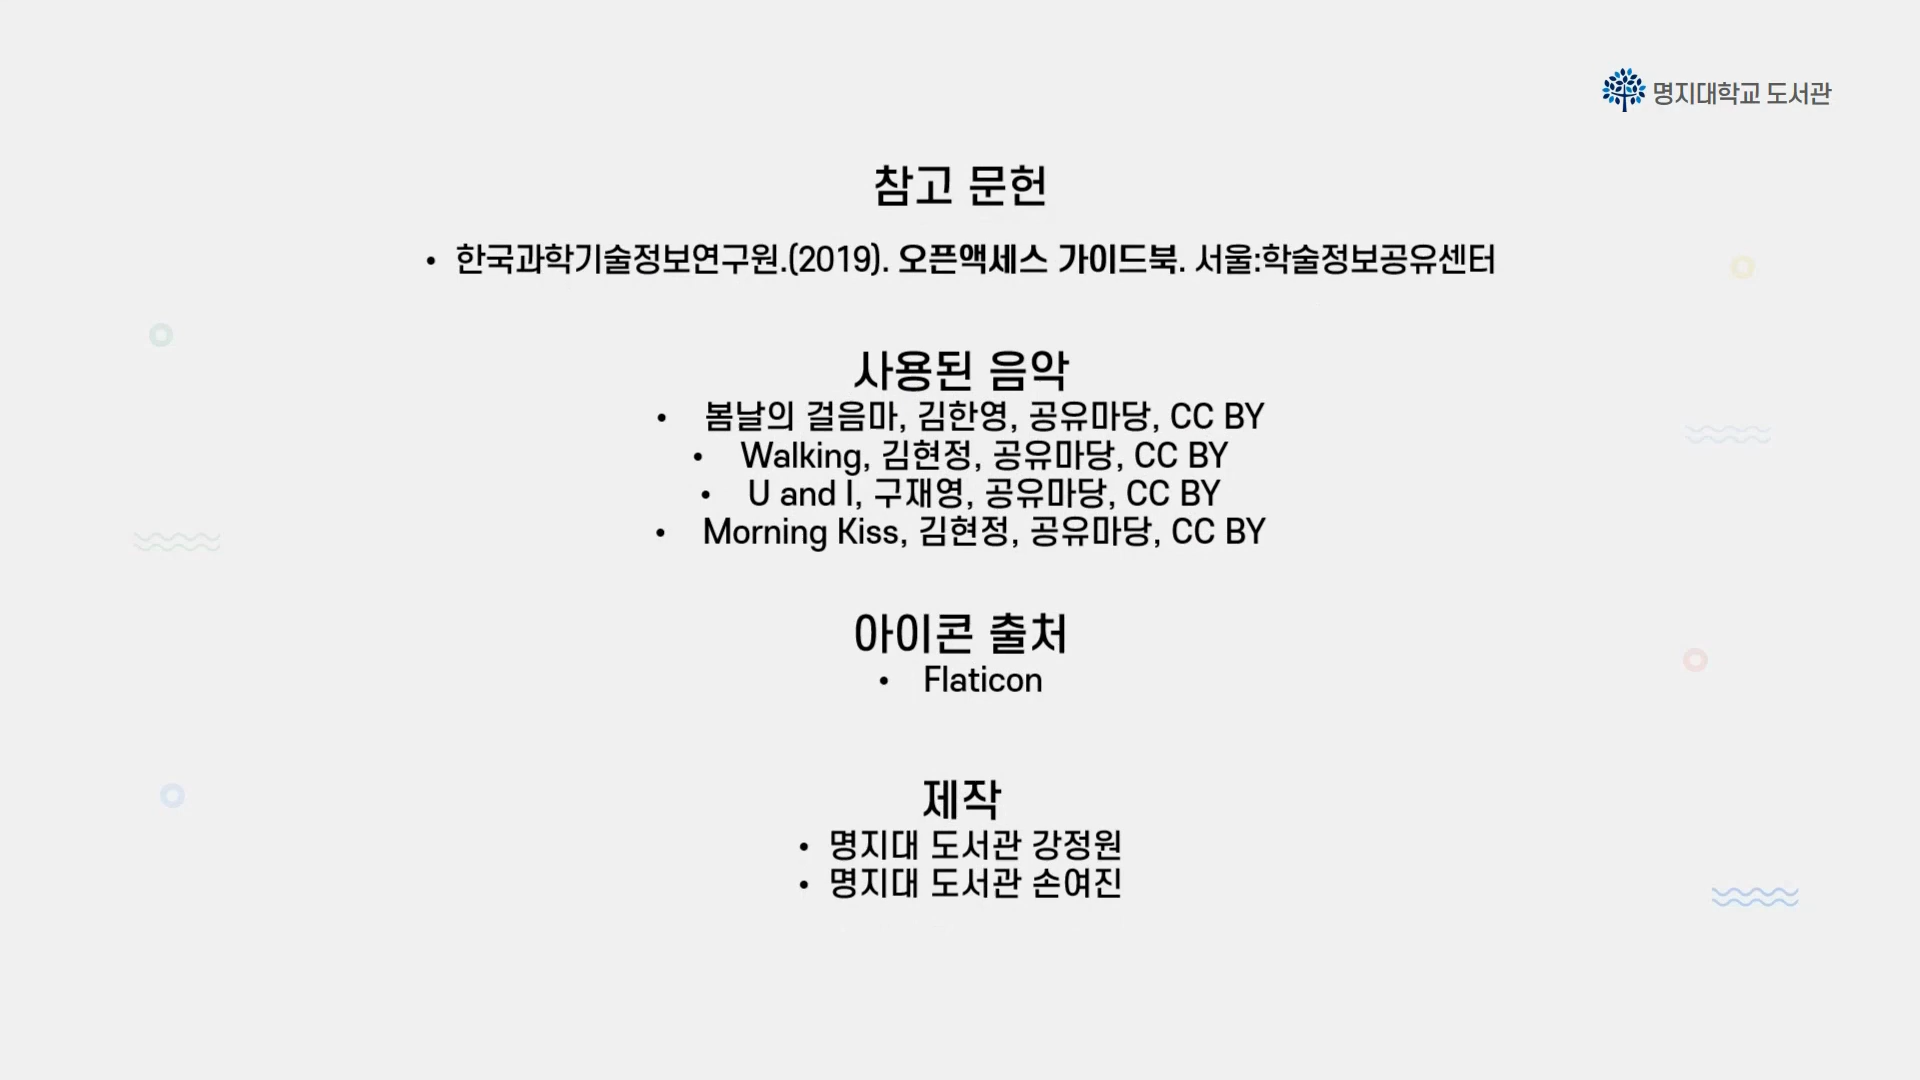 명지대학교 도서관
참고 문헌
• 한국과학기술정보연구원.(2019). 오픈액세스 가이드북. 서울:학술정보공유센터
사용된 음악
• 봄날의 걸음마, 김한영, 공유마당, CC BY
• Walking, 김현정, 공유마당, CC BY
• U and I, 구재영, 공유마당, CC BY
• Morning Kiss, 김현정, 공유마당, CC BY
아이콘 출처
• Flaticon
제작
• 명지대 도서관 강정원
• 명지대 도서관 손여진